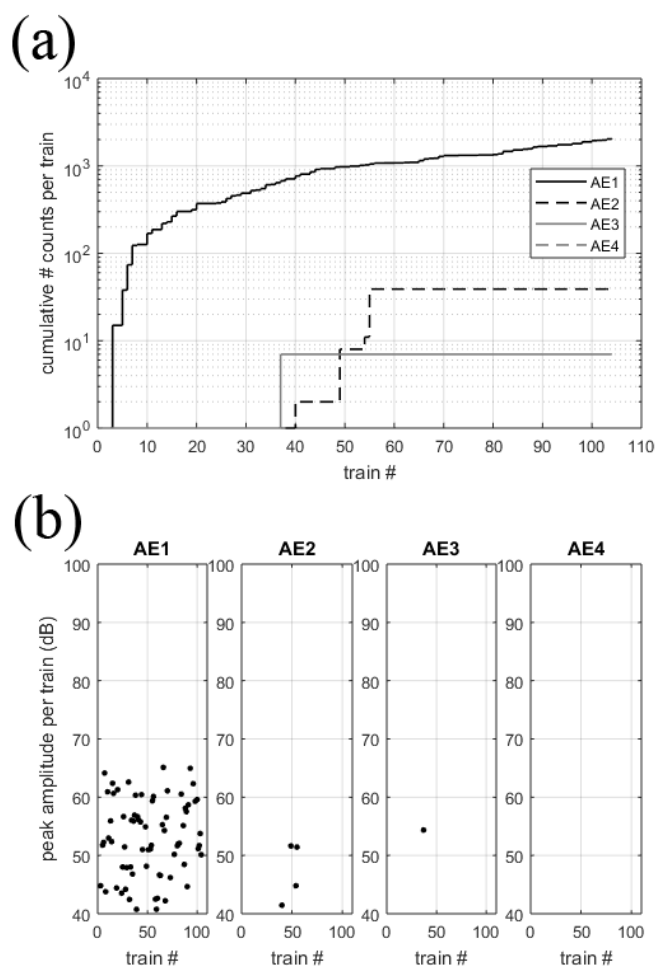 (a)
10^4
10^3
10^2
10^1
10^0
cumulative # counts per train
AE1
AE2
AE3
AE4
0 10 20 30 40 50 60 70 80 90 100 110
train #
(b)
AE1 AE2 AE3 AE4
100 100 100 100
90 90 90 90
80 80 80 80
70 70 70 70
60 60 60 60
50 50 50 50
40 40 40 40
peak amplitude per train (dB)
0 50 100 0 50 100 0 50 100 0 50 100
train # train # train # train #